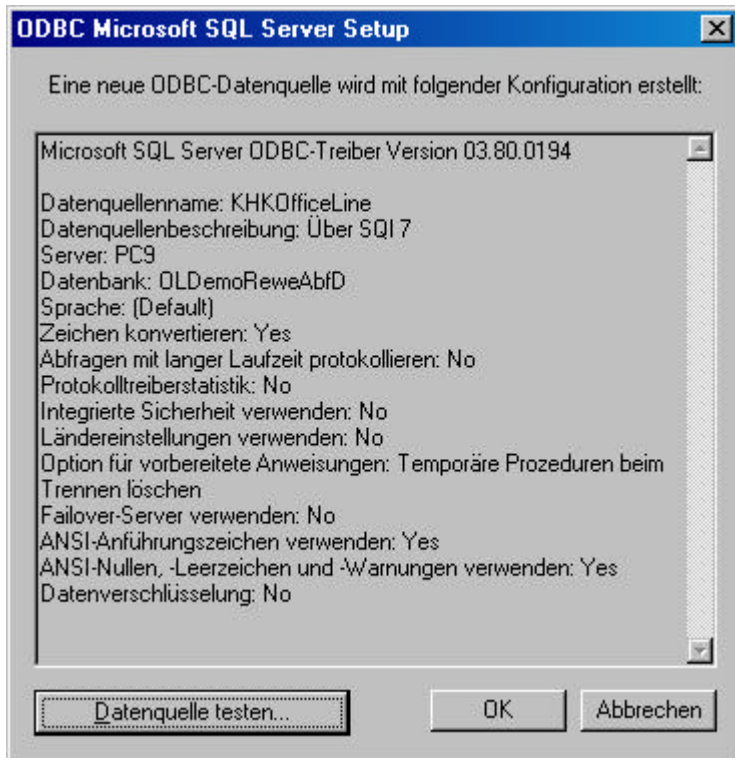 ODBC Microsoft SQL Server Setup
Eine neue ODBC-Datenquelle wird mit folgender Konfiguration erstellt:
Microsoft SQL Server ODBC-Treiber Version 03.80.0194
Datenquellenname: KHKOfficeLine
Datenquellenbeschreibung: Über SQl 7
Server: PC9
Datenbank: OLDemoReweAbfD
Sprache: (Default)
Zeichen konvertieren: Yes
Abfragen mit langer Laufzeit protokollieren: No
Protokolltreiberstatistik: No
Integrierte Sicherheit verwenden: No
Ländereinstellungen verwenden: No
Option für vorbereitete Anweisungen: Temporäre Prozeduren beim
Trennen löschen
Failover-Server verwenden: No
ANSI-Anführungszeichen verwenden: Yes
ANSI-Nullen, -Leerzeichen und -Warnungen verwenden: Yes
Datenverschlüsselung: No
Datenquelle testen...
OK
Abbrechen